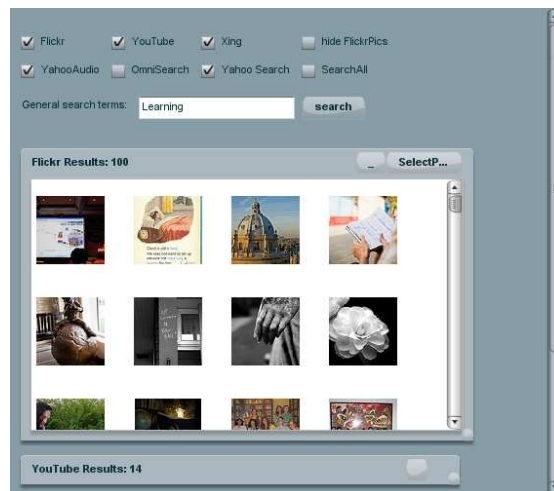 Flickr YouTube Xing hide FlickrPics
YahooAudio OmniSearch Yahoo Search SearchAll
General search terms: Learning search
Flickr Results: 100 _ SelectP...
YouTube Results: 14